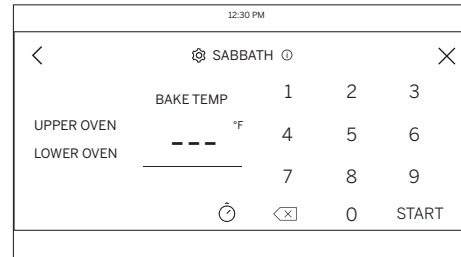 12:30 PM
SABBATH
BAKE TEMP
UPPER OVEN
LOWER OVEN
--- °F
1 2 3
4 5 6
7 8 9
0 START